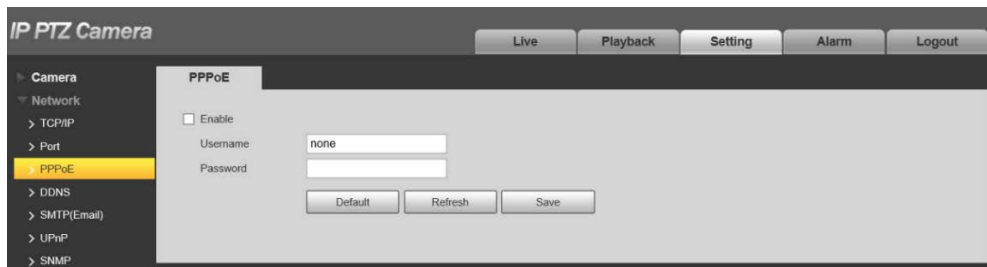 IP PTZ Camera
Live Playback Setting Alarm Logout
Camera
Network
> TCP/IP
> Port
> PPPoE
> DDNS
> SMTP(Email)
> UPnP
> SNMP
PPPoE
Enable
Username none
Password
Default Refresh Save